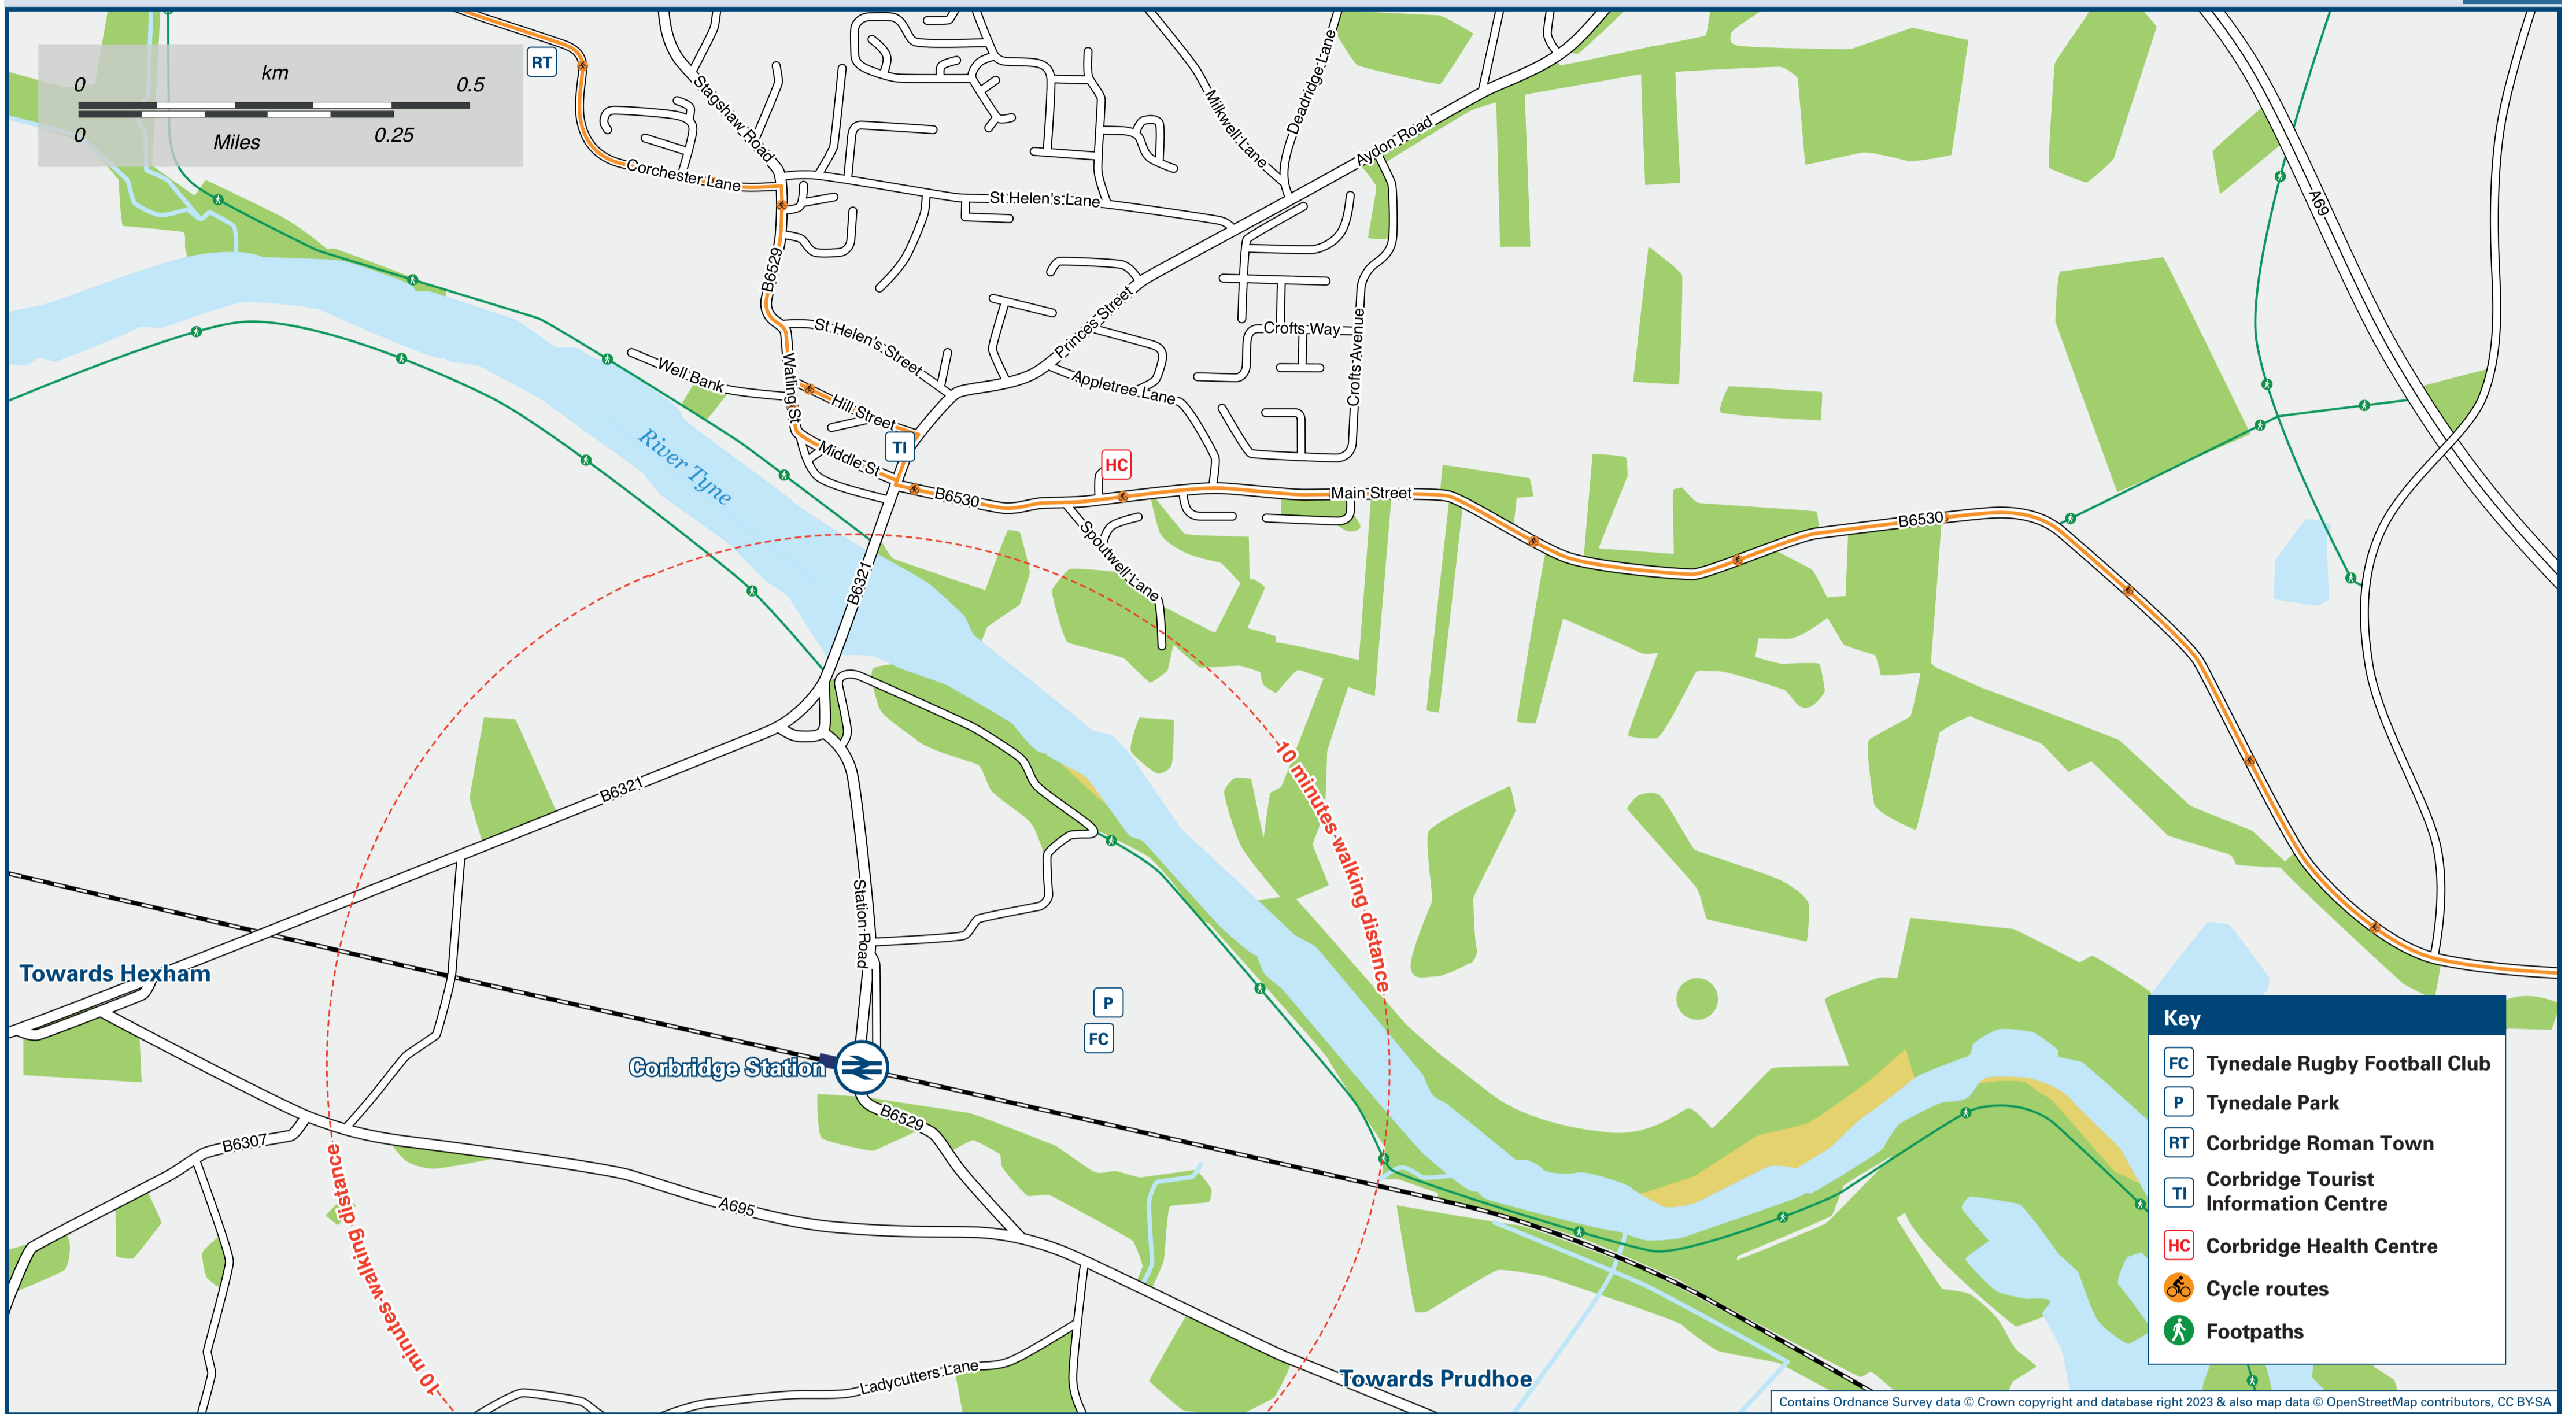 km
0 0.5
0 0.25
Miles
RT
Stagshaw Road
Corchester Lane
Milkwell Lane
Deadridge Lane
Aydon Road
A69
St Helen's Lane
B6529
St Helen's Street
Princes Street
Crofts Way
Crofts Avenue
Well Bank
Watling St
Hill Street
Appletree Lane
TI
Middle St
HC
River Tyne
B6530
Main Street
B6530
Spoutwell Lane
B6321
10 minutes walking distance
B6321
Station Road
Towards Hexham
P
FC
Corbridge Station
B6529
B6307
A695
10 minutes walking distance
Ladycutters Lane
Towards Prudhoe
Key
FC Tynedale Rugby Football Club
P Tynedale Park
RT Corbridge Roman Town
TI Corbridge Tourist
Information Centre
HC Corbridge Health Centre
Cycle routes
Footpaths
Contains Ordnance Survey data © Crown copyright and database right 2023 & also map data © OpenStreetMap contributors, CC BY-SA